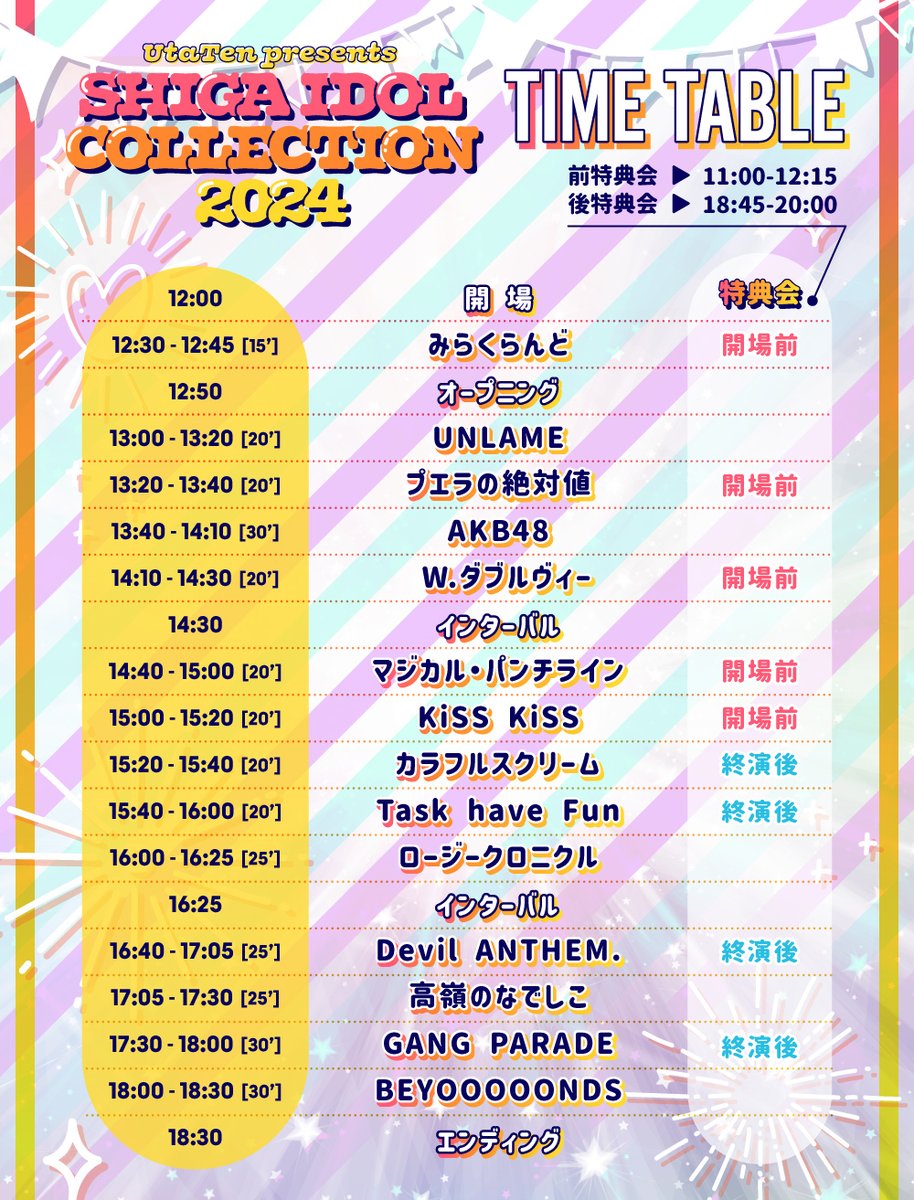 UtaTen presents
SHIGA IDOL
COLLECTION
2024
TIME TABLE
前特典会 ▶ 11:00-12:15
後特典会 ▶ 18:45-20:00
12:00 開場 特典会
12:30 - 12:45 [15’] みらくらんど 開場前
12:50 オープニング
13:00 - 13:20 [20’] UNLAME
13:20 - 13:40 [20’] プエラの絶対値 開場前
13:40 - 14:10 [30’] AKB48
14:10 - 14:30 [20’] W.ダブルヴィー 開場前
14:30 インターバル
14:40 - 15:00 [20’] マジカル・パンチライン 開場前
15:00 - 15:20 [20’] KiSS KiSS 開場前
15:20 - 15:40 [20’] カラフルスクリーム 終演後
15:40 - 16:00 [20’] Task have Fun 終演後
16:00 - 16:25 [25’] ロージークロニクル
16:25 インターバル
16:40 - 17:05 [25’] Devil ANTHEM. 終演後
17:05 - 17:30 [25’] 高嶺のなでしこ
17:30 - 18:00 [30’] GANG PARADE 終演後
18:00 - 18:30 [30’] BEYOOOOONDS
18:30 エンディング